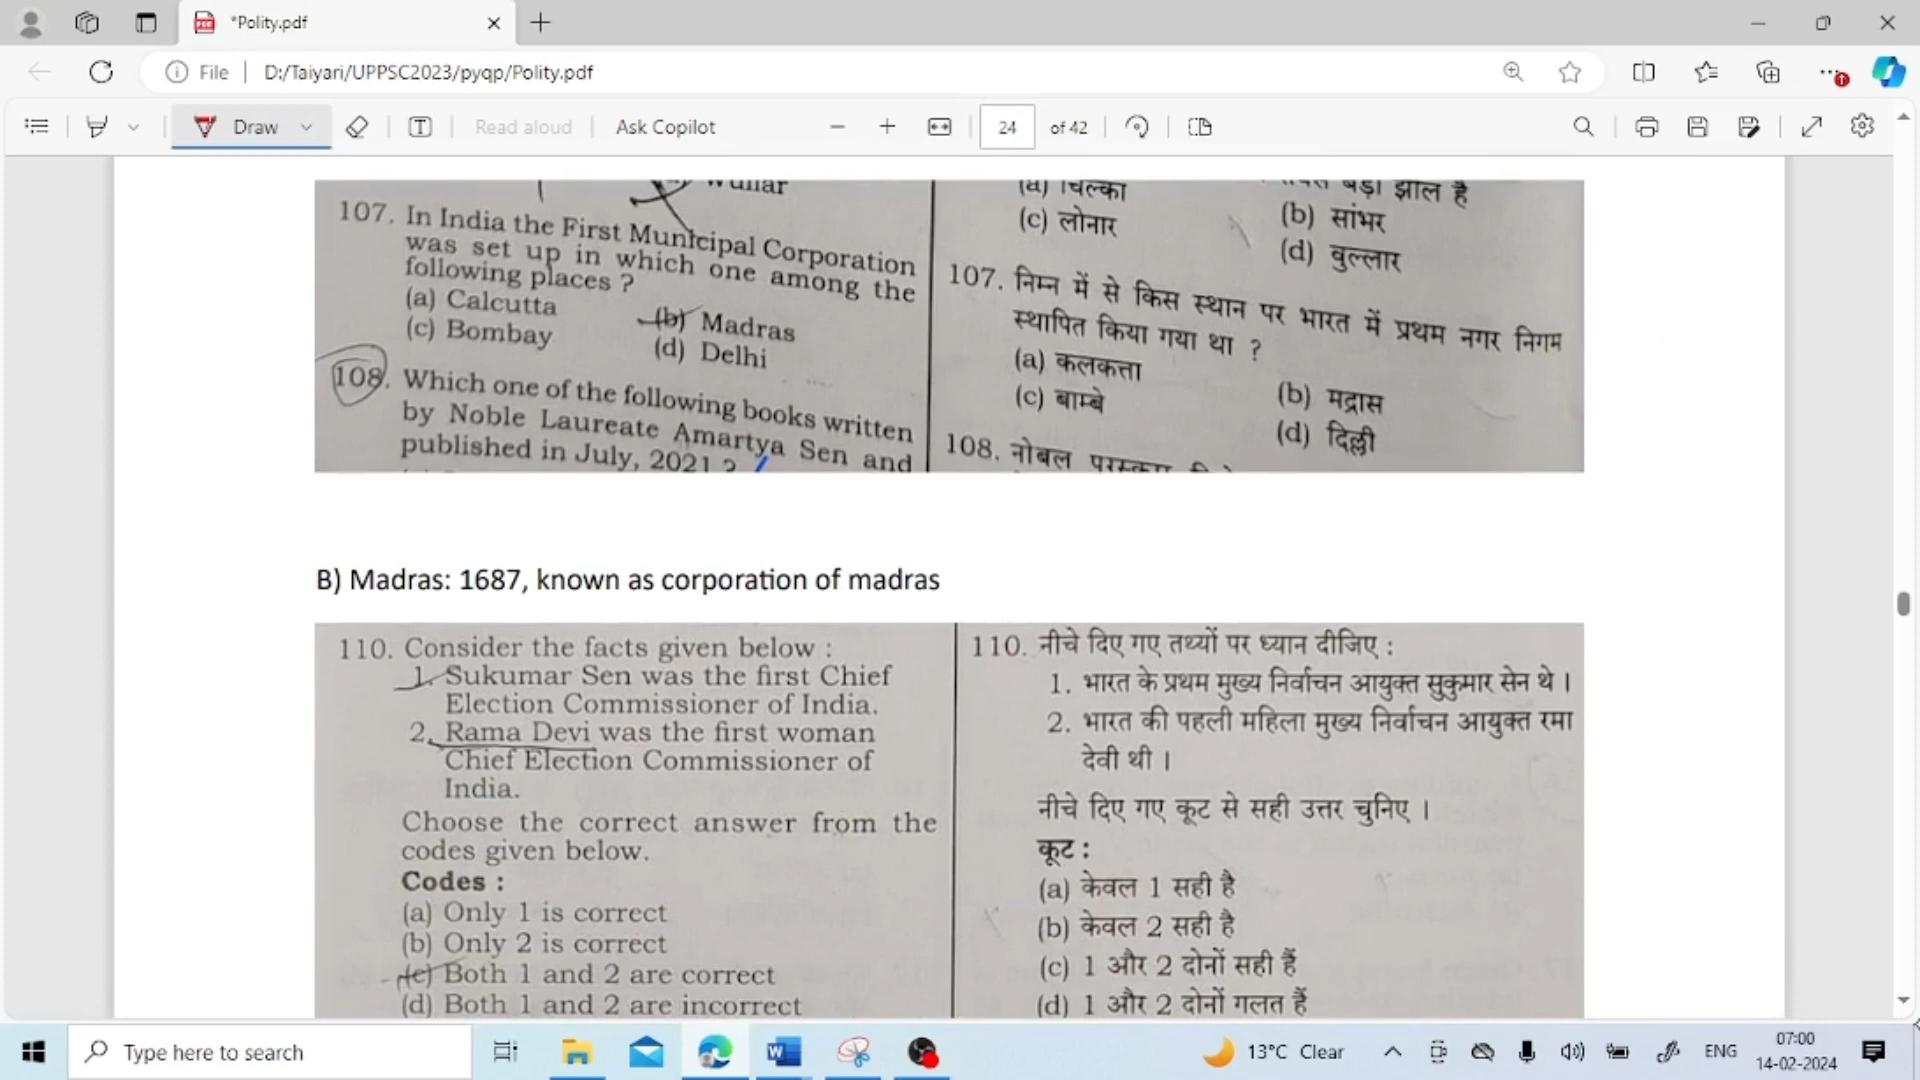 *Polity.pdf
File
D:/Taiyari/UPPSC2023/pyqp/Polity.pdf
Draw
Read aloud
Ask Copilot
24
of 42
107. In India the First Municipal Corporation
was set up in which one among the
following places ?
(a) Calcutta
(b) Madras
(c) Bombay
(d) Delhi
108. Which one of the following books written
by Noble Laureate Amartya Sen and
published in July, 2021 ?
(a) चिल्का
बड़ी झील है
(b) सांभर
(c) लोनार
(d) वुल्लार
107. निम्न में से किस स्थान पर भारत में प्रथम नगर निगम
स्थापित किया गया था ?
(a) कलकत्ता
(b) मद्रास
(c) बाम्बे
(d) दिल्ली
108. नोबल
B) Madras: 1687, known as corporation of madras
110. Consider the facts given below :
1. Sukumar Sen was the first Chief
Election Commissioner of India.
2. Rama Devi was the first woman
Chief Election Commissioner of
India.
Choose the correct answer from the
codes given below.
Codes :
(a) Only 1 is correct
(b) Only 2 is correct
(c) Both 1 and 2 are correct
(d) Both 1 and 2 are incorrect
110. नीचे दिए गए तथ्यों पर ध्यान दीजिए :
1. भारत के प्रथम मुख्य निर्वाचन आयुक्त सुकुमार सेन थे ।
2. भारत की पहली महिला मुख्य निर्वाचन आयुक्त रमा
देवी थी ।
नीचे दिए गए कूट से सही उत्तर चुनिए ।
कूट :
(a) केवल 1 सही है
(b) केवल 2 सही है
(c) 1 और 2 दोनों सही हैं
(d) 1 और 2 दोनों गलत हैं
Type here to search
13°C Clear
ENG
07:00
14-02-2024